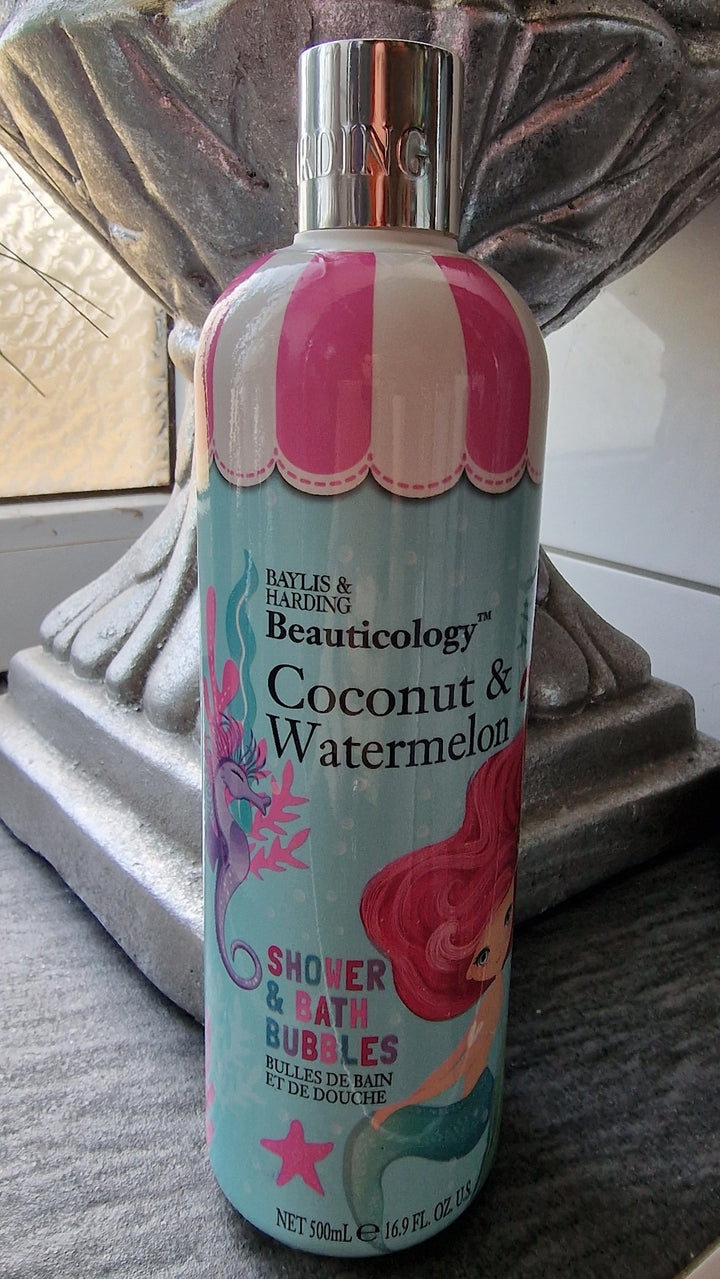 RDING
BAYLIS &
HARDING
Beauticology™
Coconut &
Watermelon
SHOWER
& BATH
BUBBLES
BULLES DE BAIN
ET DE DOUCHE
NET 500mL ℮ 16.9 FL. OZ. U.S